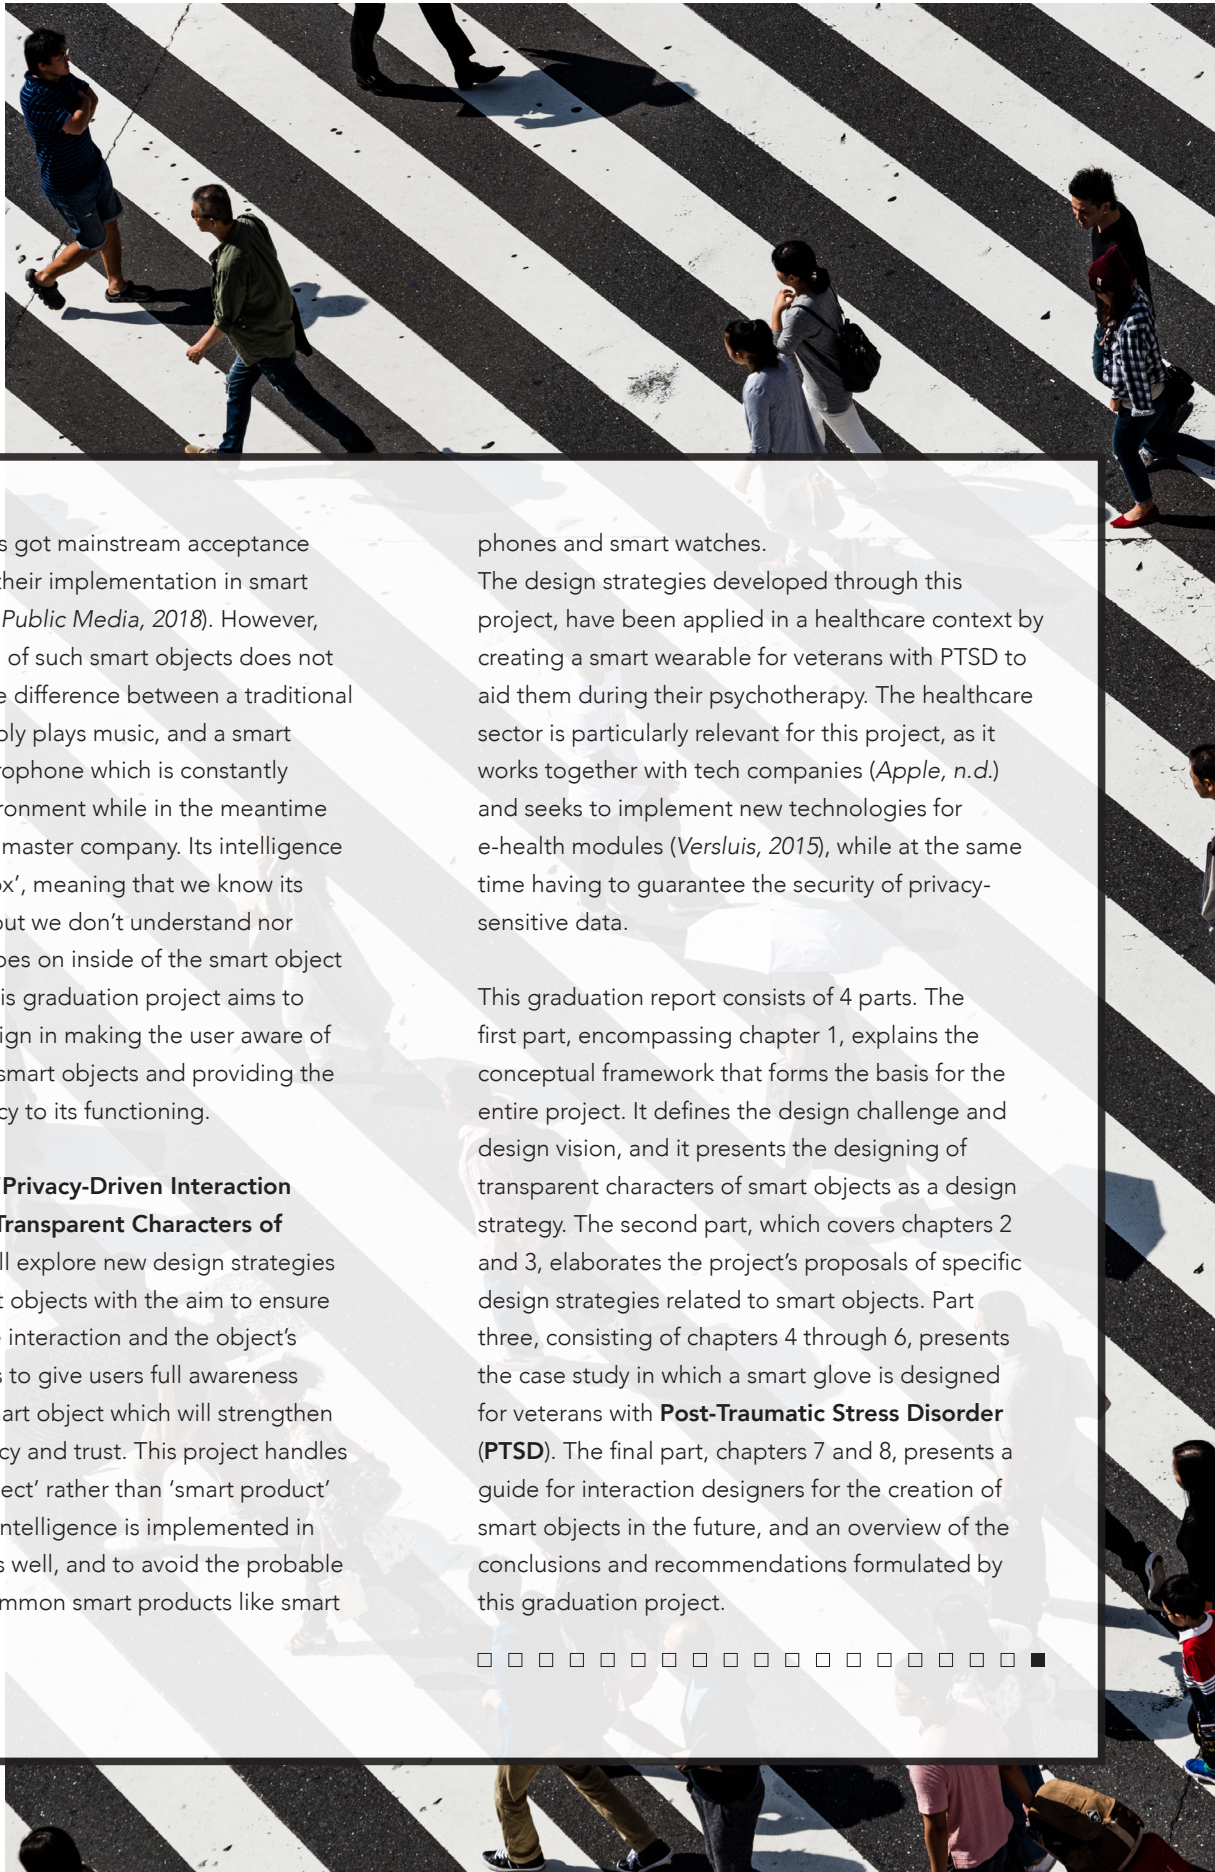 s got mainstream acceptance
their implementation in smart
Public Media, 2018). However,
of such smart objects does not
e difference between a traditional
ply plays music, and a smart
rophone which is constantly
ronment while in the meantime
master company. Its intelligence
ox’, meaning that we know its
out we don’t understand nor
oes on inside of the smart object
is graduation project aims to
ign in making the user aware of
smart objects and providing the
cy to its functioning.
‘Privacy-Driven Interaction
Transparent Characters of
ll explore new design strategies
t objects with the aim to ensure
e interaction and the object’s
s to give users full awareness
art object which will strengthen
cy and trust. This project handles
ect’ rather than ‘smart product’
ntelligence is implemented in
s well, and to avoid the probable
mmon smart products like smart
phones and smart watches.
The design strategies developed through this
project, have been applied in a healthcare context by
creating a smart wearable for veterans with PTSD to
aid them during their psychotherapy. The healthcare
sector is particularly relevant for this project, as it
works together with tech companies (Apple, n.d.)
and seeks to implement new technologies for
e-health modules (Versluis, 2015), while at the same
time having to guarantee the security of privacy-
sensitive data.
This graduation report consists of 4 parts. The
first part, encompassing chapter 1, explains the
conceptual framework that forms the basis for the
entire project. It defines the design challenge and
design vision, and it presents the designing of
transparent characters of smart objects as a design
strategy. The second part, which covers chapters 2
and 3, elaborates the project’s proposals of specific
design strategies related to smart objects. Part
three, consisting of chapters 4 through 6, presents
the case study in which a smart glove is designed
for veterans with Post-Traumatic Stress Disorder
(PTSD). The final part, chapters 7 and 8, presents a
guide for interaction designers for the creation of
smart objects in the future, and an overview of the
conclusions and recommendations formulated by
this graduation project.